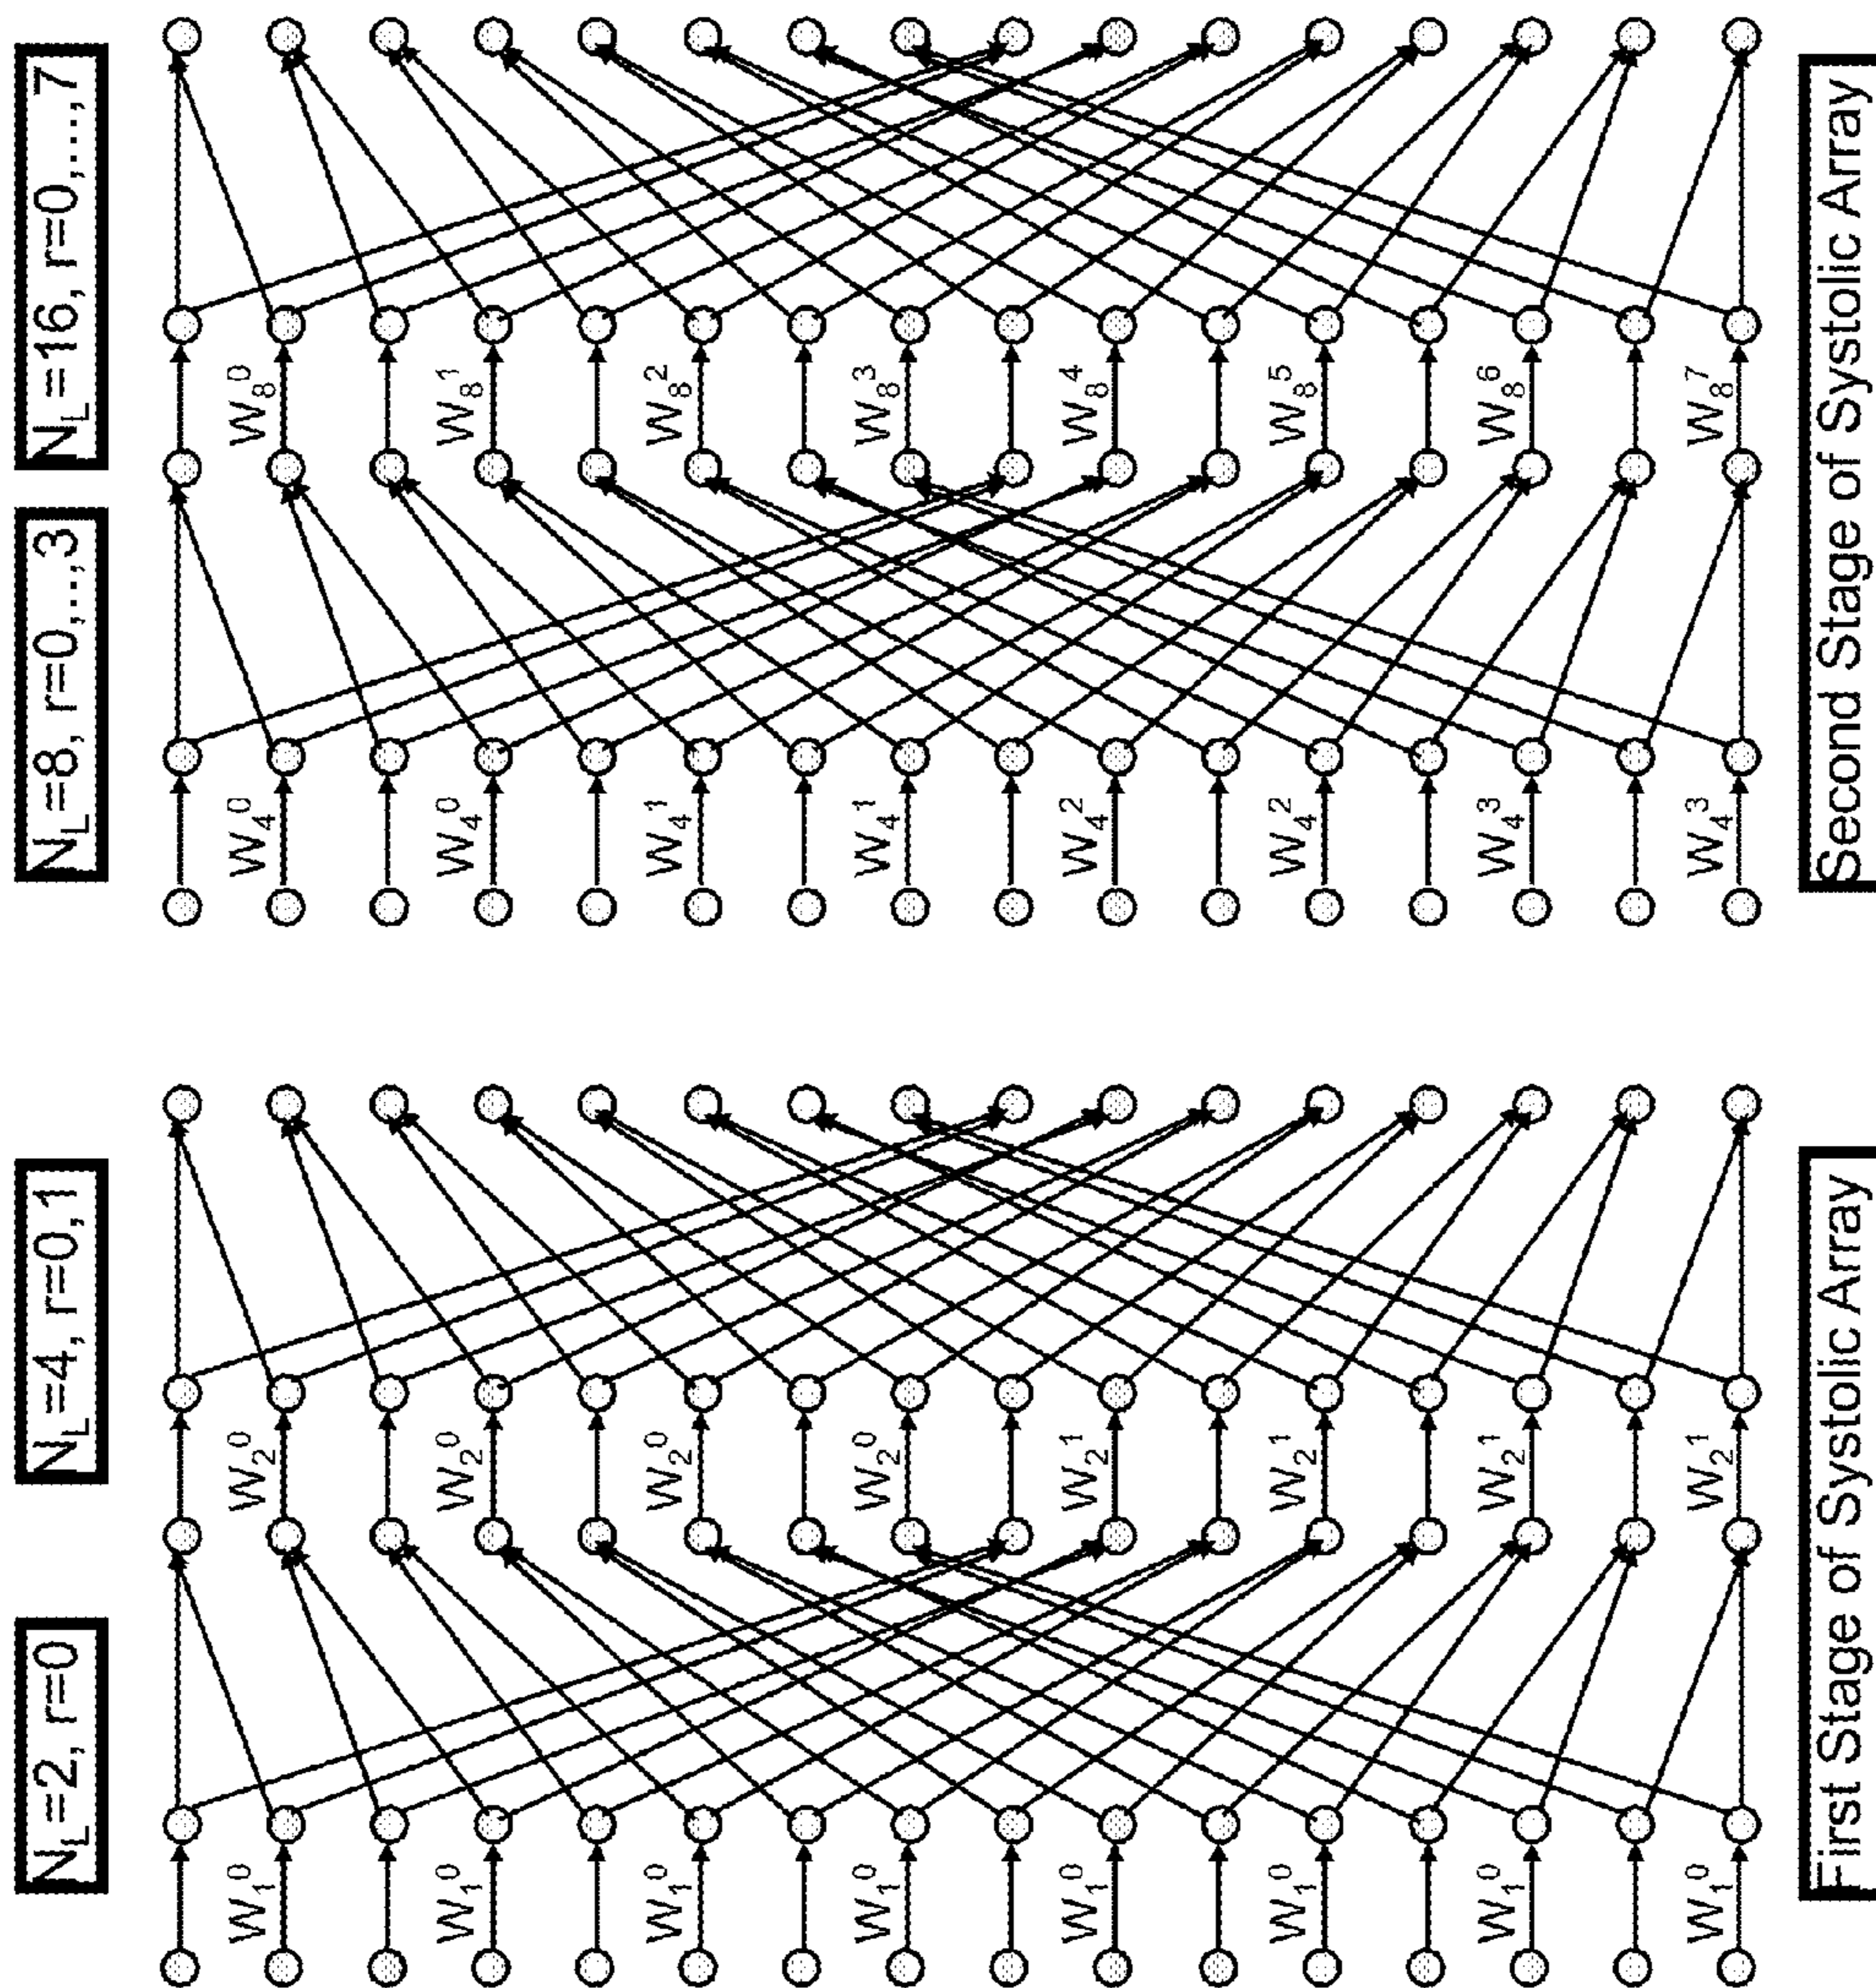 N_L=2, r=0
N_L=4, r=0,1
N_L=8, r=0,..,3
N_L=16, r=0,...,7
W_1^0 W_2^0 W_4^0 W_8^0
W_1^0 W_2^0 W_4^0 W_8^1
W_1^0 W_2^0 W_4^1 W_8^2
W_1^0 W_2^0 W_4^1 W_8^3
W_1^0 W_2^1 W_4^2 W_8^4
W_1^0 W_2^1 W_4^2 W_8^5
W_1^0 W_2^1 W_4^3 W_8^6
W_1^0 W_2^1 W_4^3 W_8^7
First Stage of Systolic Array
Second Stage of Systolic Array